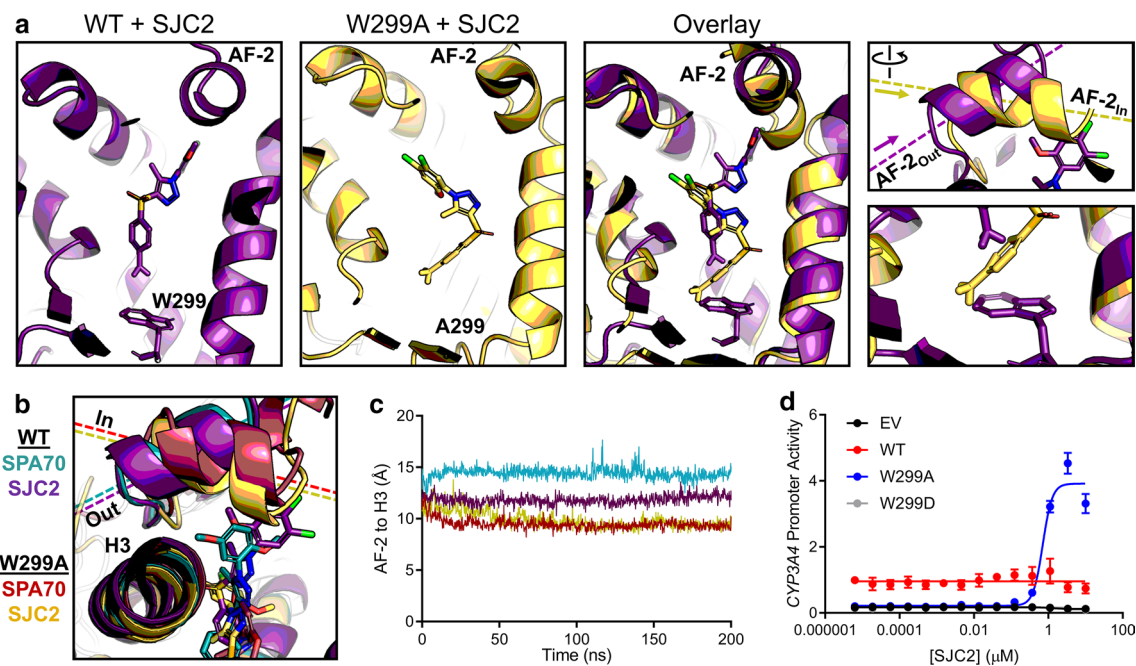 a
WT + SJC2
W299A + SJC2
Overlay
AF-2
W299
AF-2
A299
AF-2
AF-2In
AF-2Out
b
WT
SPA70
SJC2
W299A
SPA70
SJC2
In
Out
H3
c
20
15
10
5
0
AF-2 to H3 (Å)
0
50
100
150
200
Time (ns)
d
6
4
2
0
CYP3A4 Promoter Activity
EV
WT
W299A
W299D
0.000001
0.0001
0.01
1
100
[SJC2] (μM)